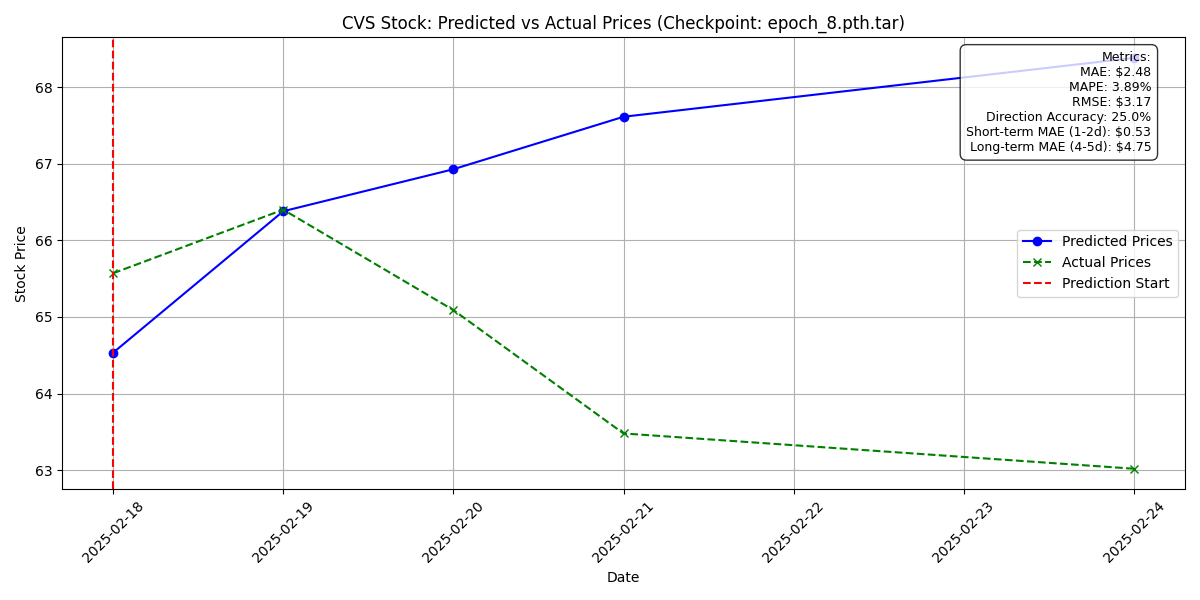 CVS Stock: Predicted vs Actual Prices (Checkpoint: epoch_8.pth.tar)
Metrics:
MAE: $2.48
MAPE: 3.89%
RMSE: $3.17
Direction Accuracy: 25.0%
Short-term MAE (1-2d): $0.53
Long-term MAE (4-5d): $4.75
Predicted Prices
Actual Prices
Prediction Start
Stock Price
68
67
66
65
64
63
2025-02-18
2025-02-19
2025-02-20
2025-02-21
2025-02-22
2025-02-23
2025-02-24
Date